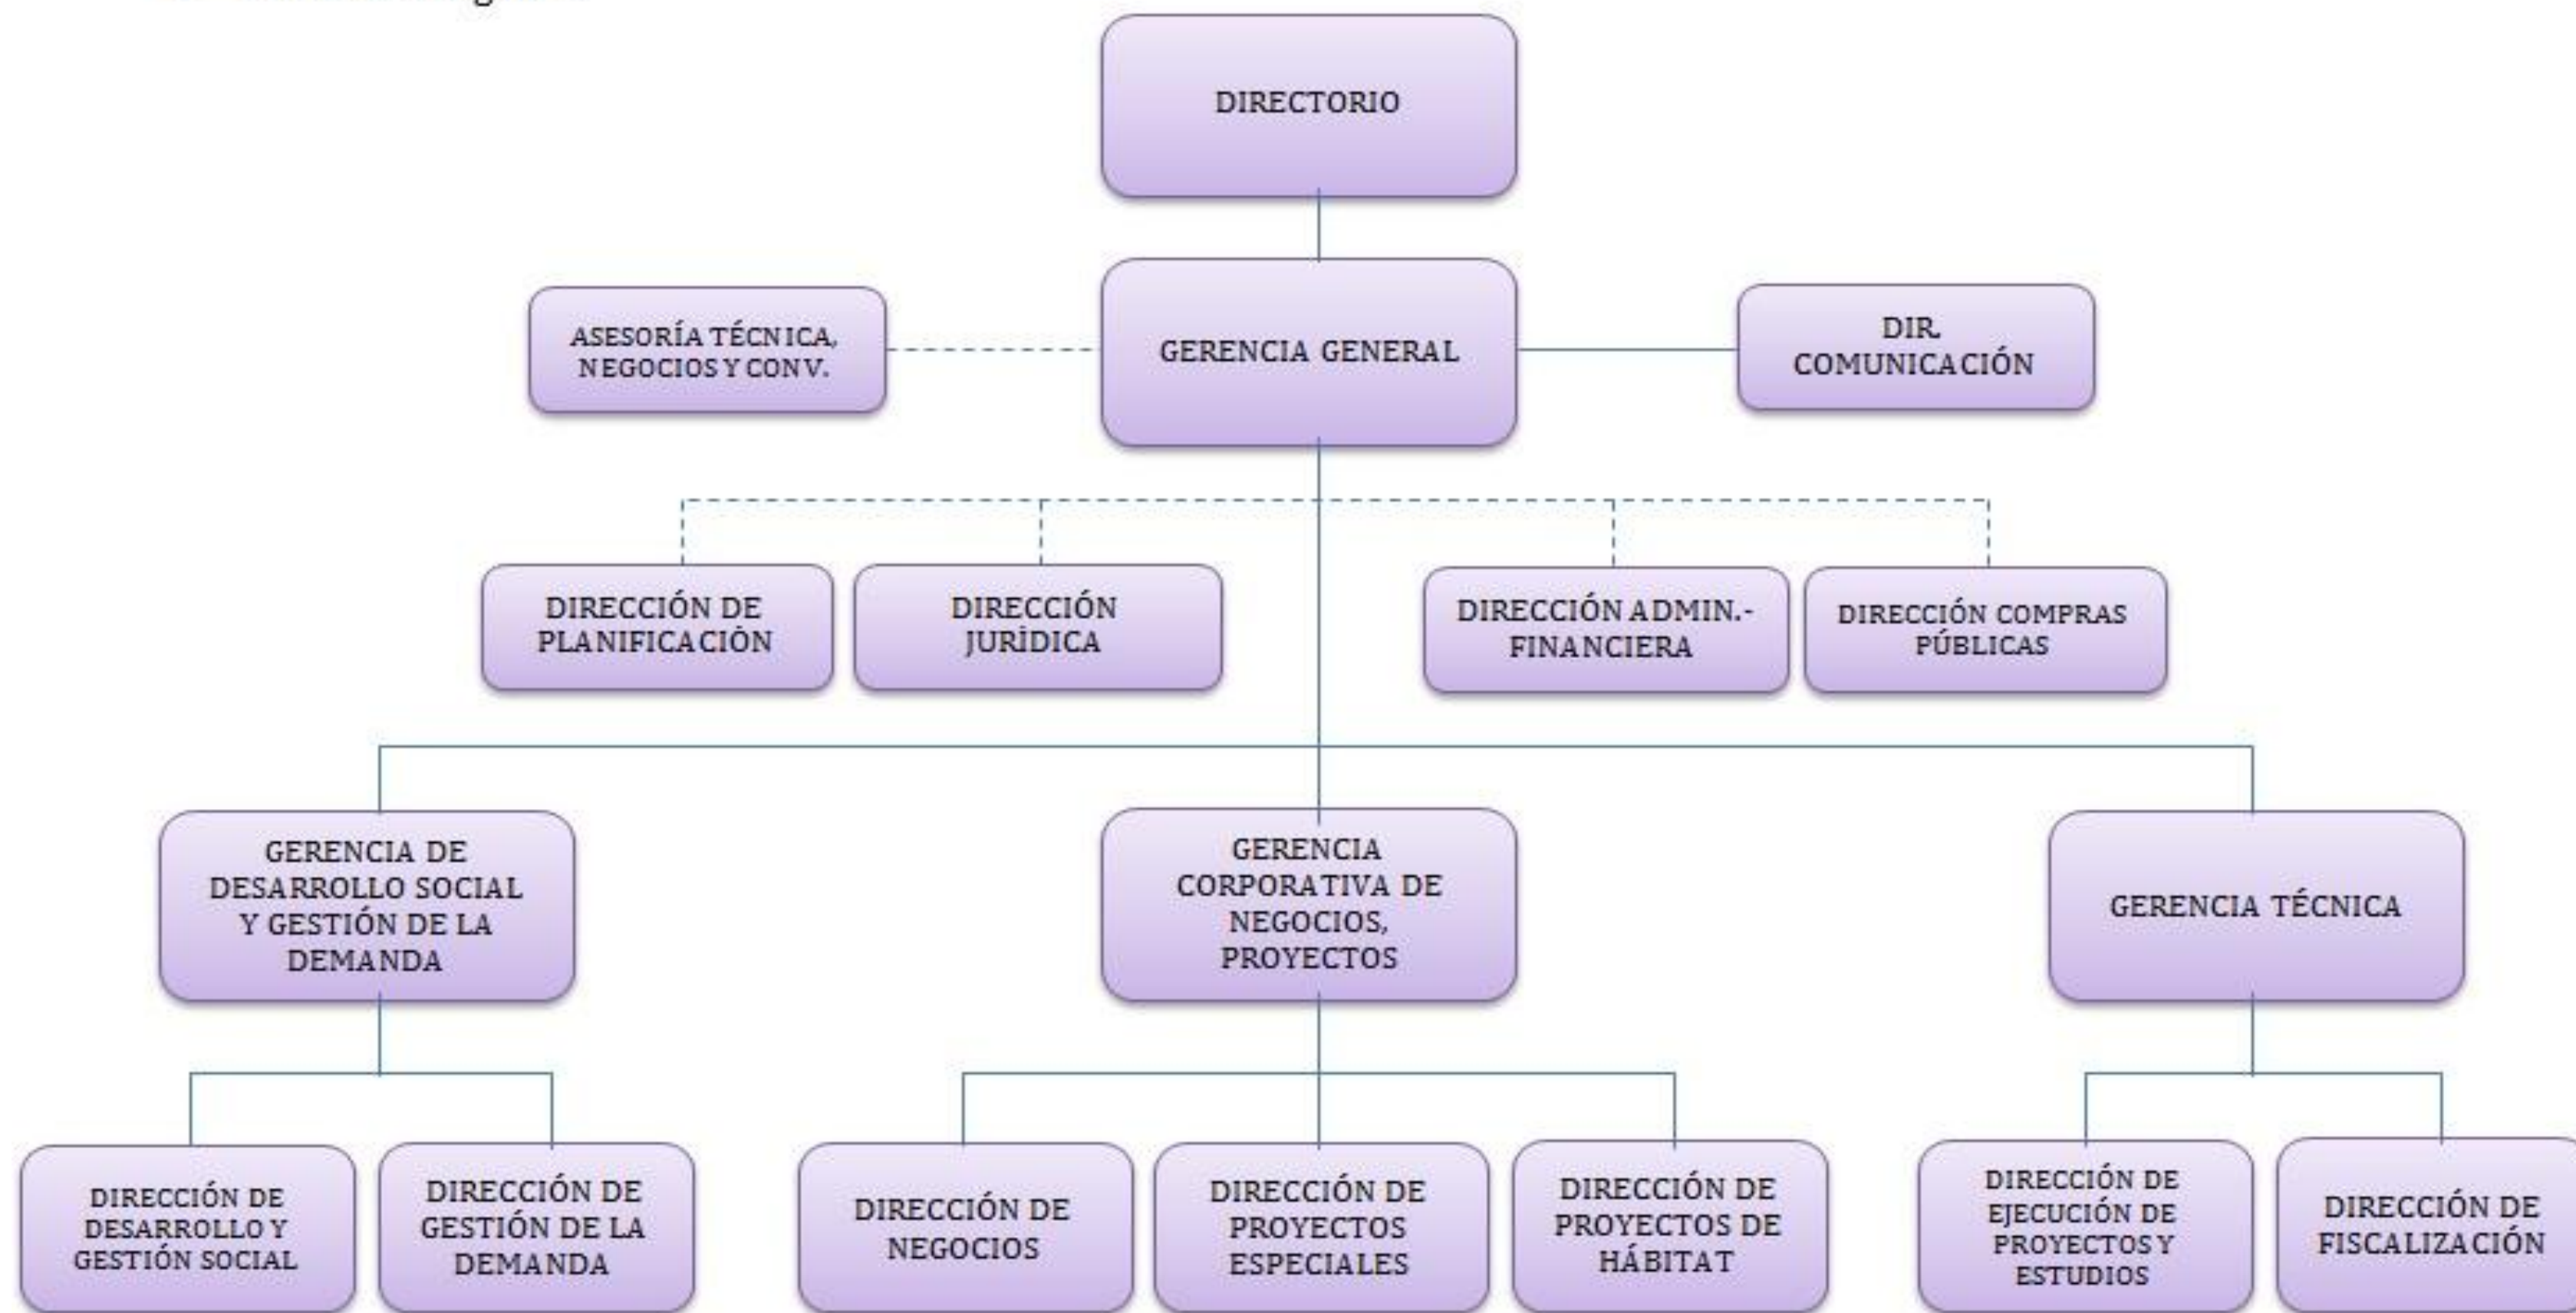 DIRECTORIO
ASESORÍA TÉCNICA,
NEGOCIOS Y CONV.
GERENCIA GENERAL
DIR.
COMUNICACIÓN
DIRECCIÓN DE
PLANIFICACIÓN
DIRECCIÓN
JURÍDICA
DIRECCIÓN ADMIN.-
FINANCIERA
DIRECCIÓN COMPRAS
PÚBLICAS
GERENCIA DE
DESARROLLO SOCIAL
Y GESTIÓN DE LA
DEMANDA
GERENCIA
CORPORATIVA DE
NEGOCIOS,
PROYECTOS
GERENCIA TÉCNICA
DIRECCIÓN DE
DESARROLLO Y
GESTIÓN SOCIAL
DIRECCIÓN DE
GESTIÓN DE LA
DEMANDA
DIRECCIÓN DE
NEGOCIOS
DIRECCIÓN DE
PROYECTOS
ESPECIALES
DIRECCIÓN DE
PROYECTOS DE
HÁBITAT
DIRECCIÓN DE
EJECUCIÓN DE
PROYECTOS Y
ESTUDIOS
DIRECCIÓN DE
FISCALIZACIÓN